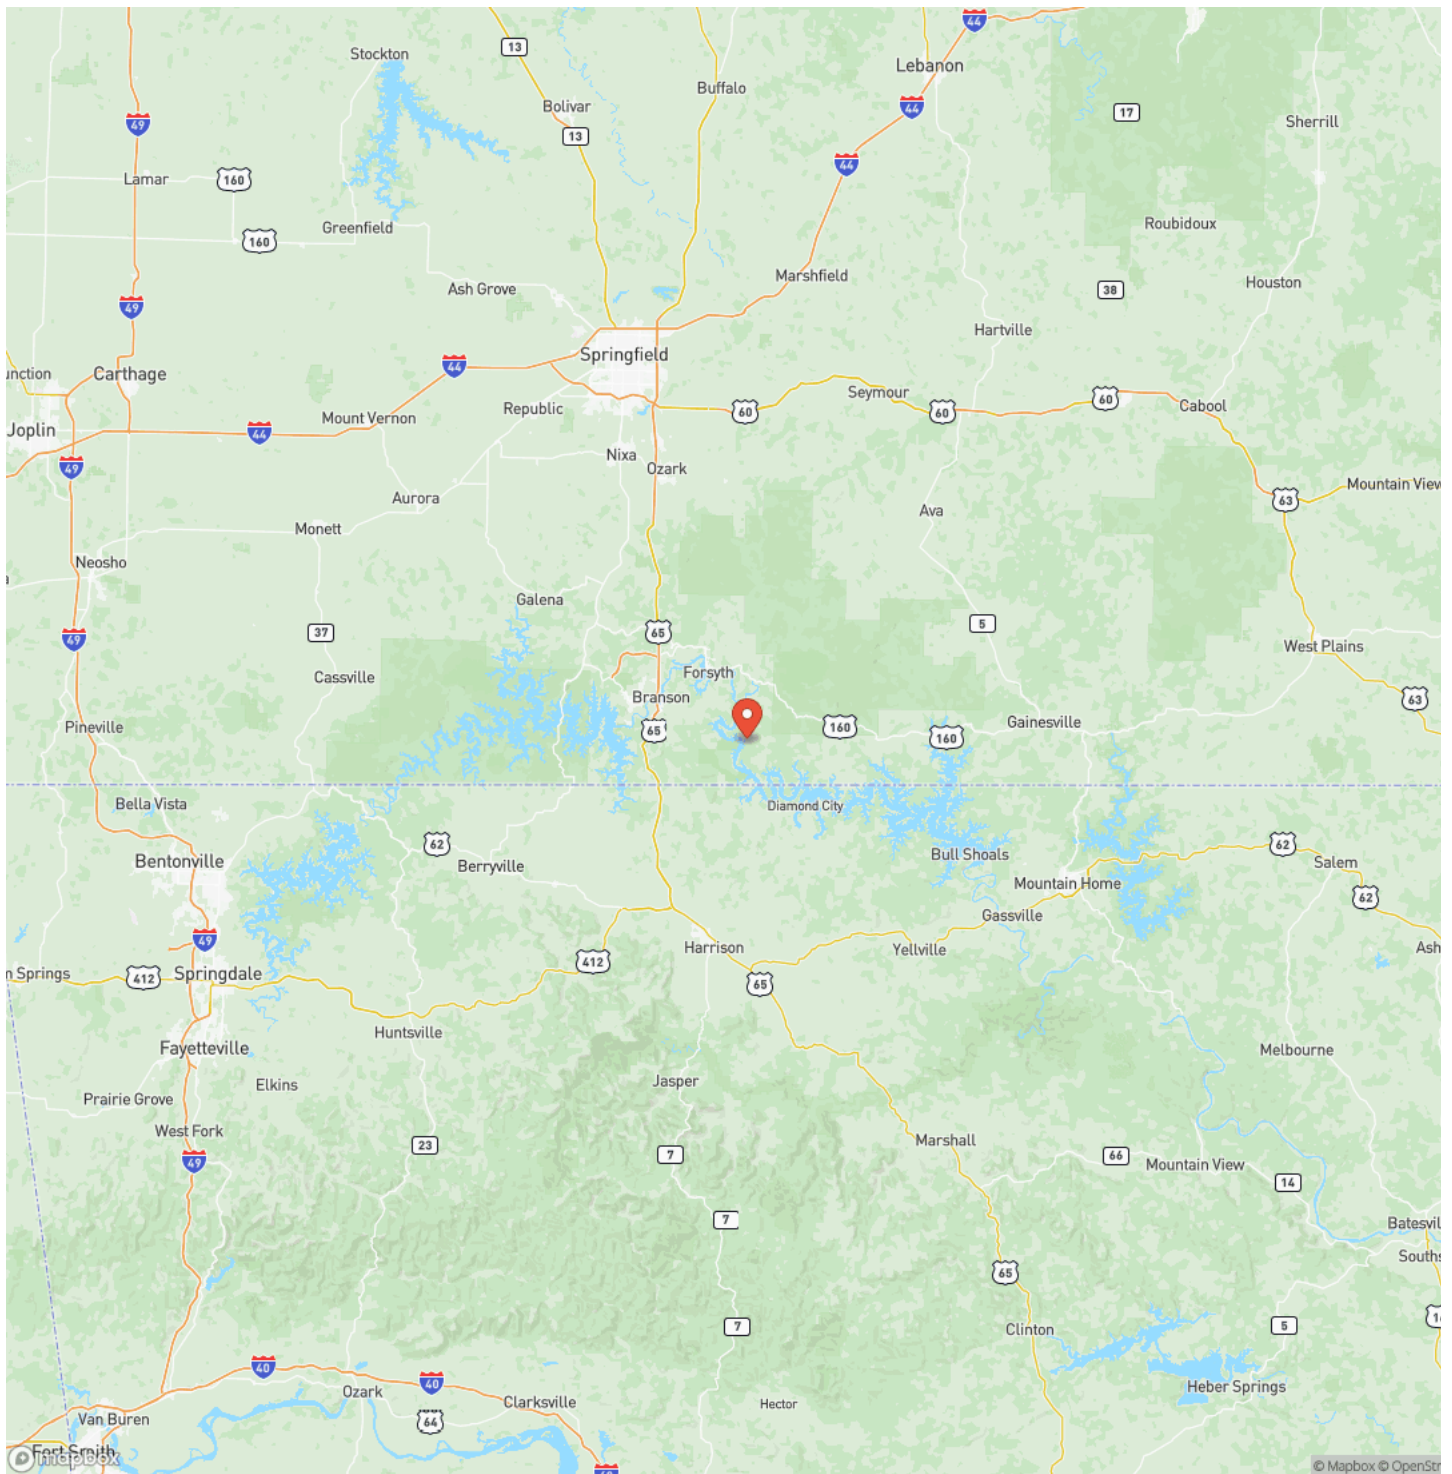 44
Stockton
13
Lebanon
Buffalo
Bolivar
44
17
49
13
Sherrill
44
Lamar
160
Greenfield
160
Roubidoux
Marshfield
Houston
Ash Grove
38
49
Hartville
Springfield
44
unction
Carthage
Seymour
60
Republic
60
60
Cabool
Mount Vernon
Joplin
44
Nixa
49
Ozark
Mountain View
Aurora
63
Ava
Monett
Neosho
Galena
5
37
65
49
West Plains
Forsyth
Cassville
Branson
63
Gainesville
Pineville
65
160
160
Bella Vista
Diamond City
62
62
Bentonville
Berryville
Bull Shoals
Salem
Mountain Home
62
Gassville
49
Harrison
Yellville
Ash
412
n Springs
412
Springdale
65
Huntsville
Fayetteville
Melbourne
Jasper
Elkins
Prairie Grove
West Fork
Marshall
23
7
66
49
Mountain View
14
7
Batesvil
Souths
65
16
7
Clinton
5
40
40
Ozark
Heber Springs
Clarksville
Hector
Van Buren
64
Fort Smith
mapbox
© Mapbox © OpenStr